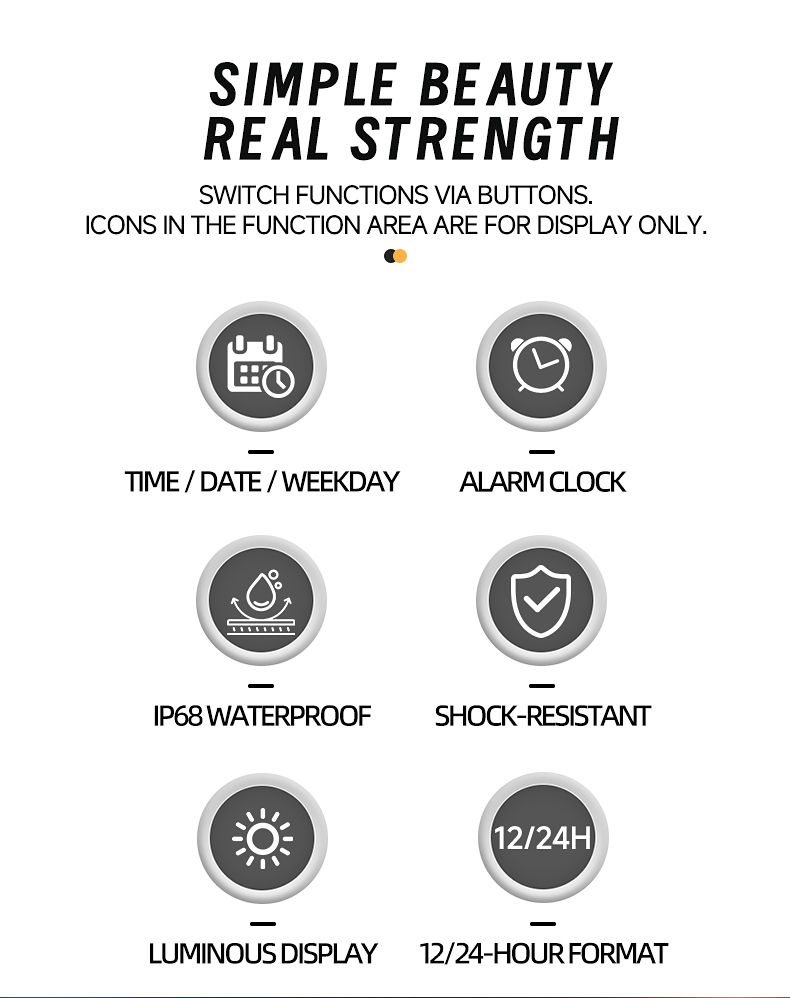 SIMPLE BEAUTY
REAL STRENGTH
SWITCH FUNCTIONS VIA BUTTONS.
ICONS IN THE FUNCTION AREA ARE FOR DISPLAY ONLY.
TIME / DATE / WEEKDAY
ALARM CLOCK
IP68 WATERPROOF
SHOCK-RESISTANT
12/24H
LUMINOUS DISPLAY
12/24-HOUR FORMAT